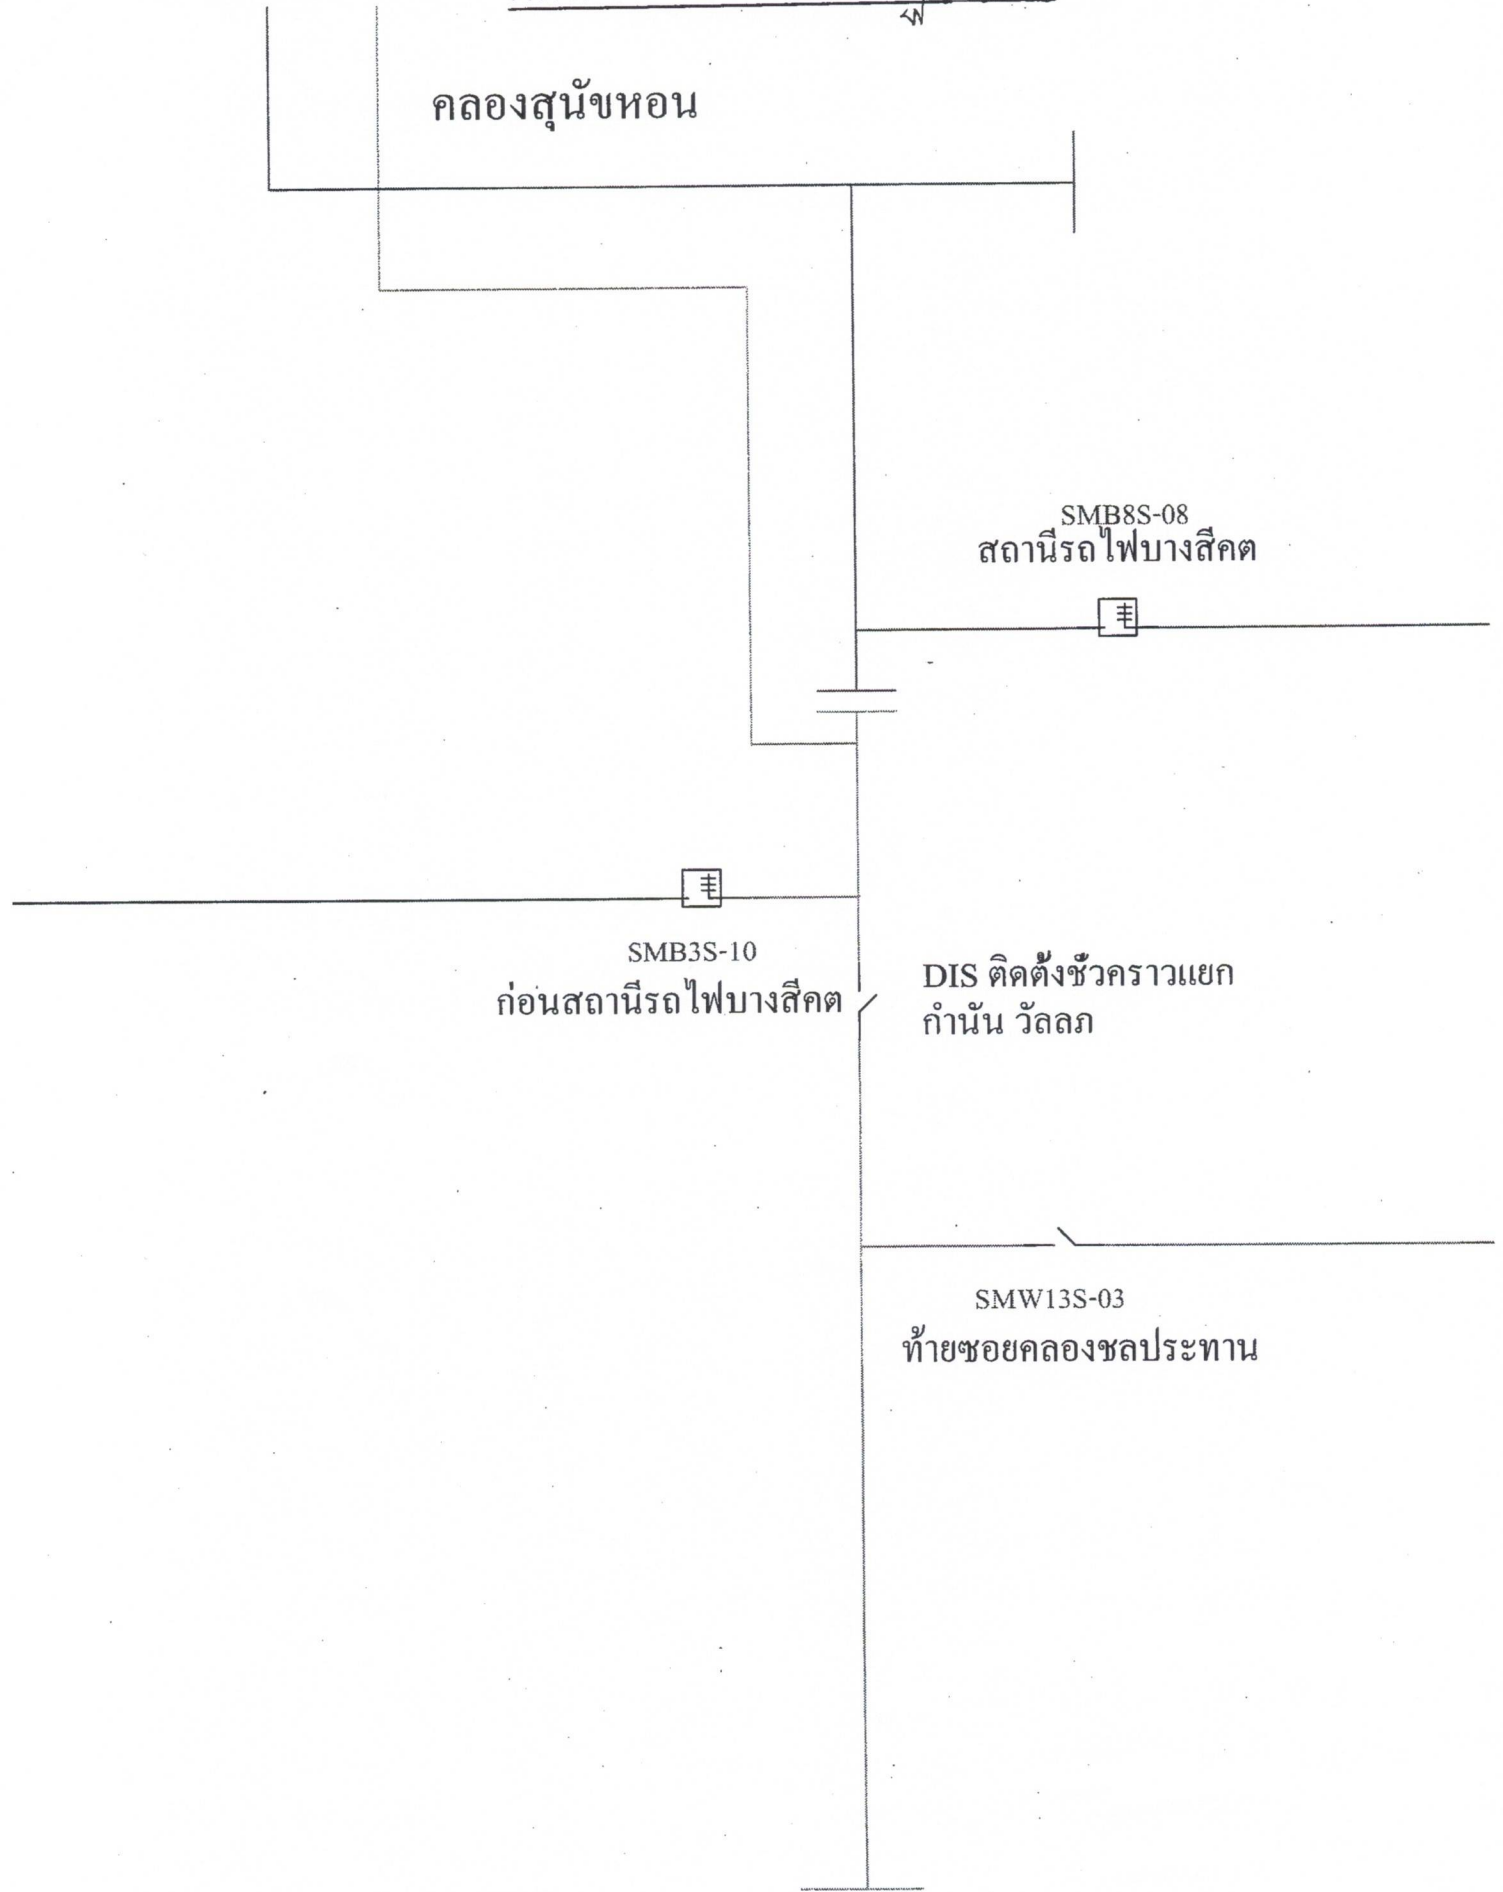 คลองสุนัขหอน
SMB8S-08
สถานีรถไฟบางสีคต
SMB3S-10
ก่อนสถานีรถไฟบางสีคต
DIS ติดตั้งชั่วคราวแยก
กำนัน วัลลภ
SMW13S-03
ท้ายซอยคลองชลประทาน